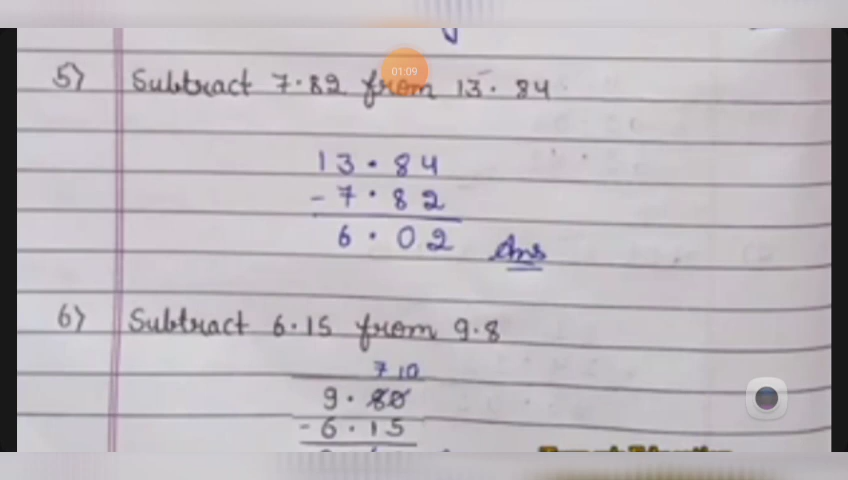 01:09
5) Subtract 7.82 from 13.84
13.84
- 7.82
6.02 Ans
6) Subtract 6.15 from 9.8
7 10
9.80
- 6.15